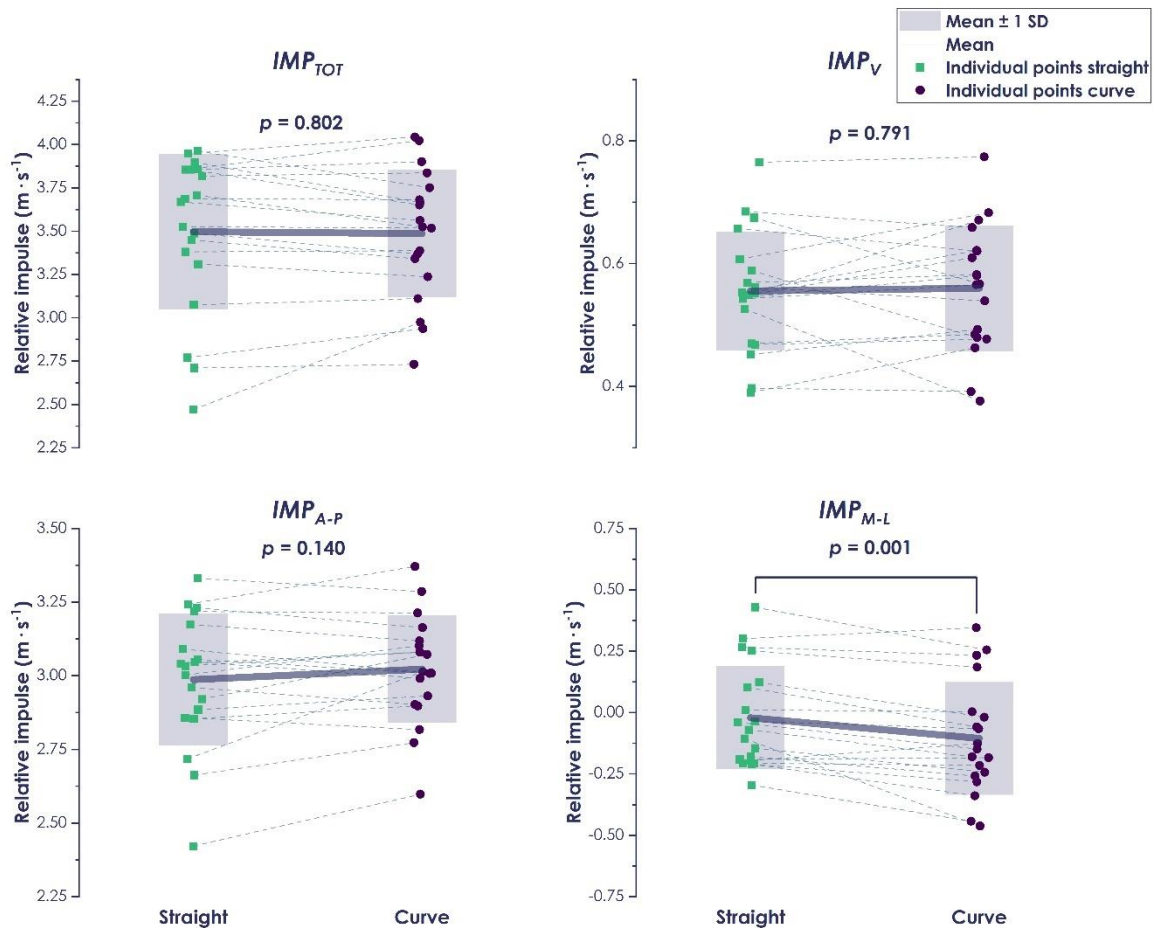 Mean ± 1 SD
Mean
Individual points straight
Individual points curve
IMP_TOT
p = 0.802
Relative impulse (m · s⁻¹)
4.25
4.00
3.75
3.50
3.25
3.00
2.75
2.50
2.25
IMP_V
p = 0.791
Relative impulse (m · s⁻¹)
0.8
0.6
0.4
IMP_A-P
p = 0.140
Relative impulse (m · s⁻¹)
3.50
3.25
3.00
2.75
2.50
2.25
Straight
Curve
IMP_M-L
p = 0.001
Relative impulse (m · s⁻¹)
0.75
0.50
0.25
0.00
-0.25
-0.50
-0.75
Straight
Curve